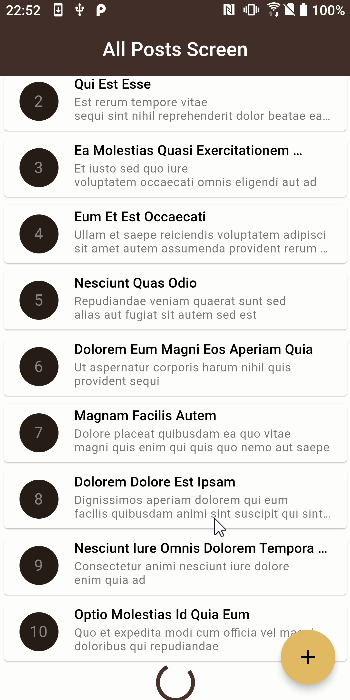 22:52
100%
All Posts Screen
2
Qui Est Esse
Est rerum tempore vitae
sequi sint nihil reprehenderit dolor beatae ea...
3
Ea Molestias Quasi Exercitationem ...
Et iusto sed quo iure
voluptatem occaecati omnis eligendi aut ad
4
Eum Et Est Occaecati
Ullam et saepe reiciendis voluptatem adipisci
sit amet autem assumenda provident rerum ...
5
Nesciunt Quas Odio
Repudiandae veniam quaerat sunt sed
alias aut fugiat sit autem sed est
6
Dolorem Eum Magni Eos Aperiam Quia
Ut aspernatur corporis harum nihil quis
provident sequi
7
Magnam Facilis Autem
Dolore placeat quibusdam ea quo vitae
magni quis enim qui quis quo nemo aut saepe
8
Dolorem Dolore Est Ipsam
Dignissimos aperiam dolorem qui eum
facilis quibusdam animi sint suscipit qui sint...
9
Nesciunt Iure Omnis Dolorem Tempora ...
Consectetur animi nesciunt iure dolore
enim quia ad
10
Optio Molestias Id Quia Eum
Quo et expedita modi cum officia vel
doloribus qui repudiandae